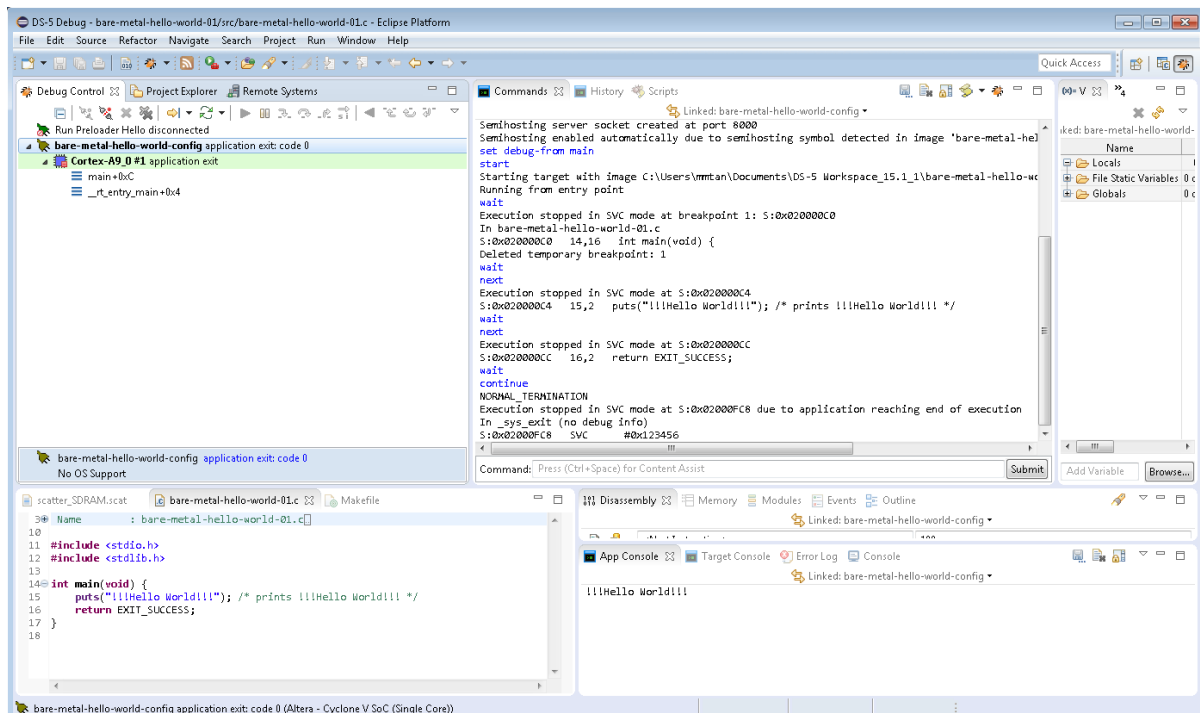 DS-5 Debug - bare-metal-hello-world-01/src/bare-metal-hello-world-01.c - Eclipse Platform
File Edit Source Refactor Navigate Search Project Run Window Help
Quick Access
Debug Control Project Explorer Remote Systems
Run Preloader Hello disconnected
bare-metal-hello-world-config application exit: code 0
Cortex-A9_0 #1 application exit
main+0xC
__rt_entry_main+0x4
bare-metal-hello-world-config application exit: code 0
No OS Support
Commands History Scripts
Linked: bare-metal-hello-world-config
Semihosting server socket created at port 8000
Semihosting enabled automatically due to semihosting symbol detected in image 'bare-metal-hel
set debug-from main
start
Starting target with image C:\Users\mmtan\Documents\DS-5 Workspace_15.1_1\bare-metal-hello-wo
Running from entry point
wait
Execution stopped in SVC mode at breakpoint 1: S:0x020000C0
In bare-metal-hello-world-01.c
S:0x020000C0 14,16 int main(void) {
Deleted temporary breakpoint: 1
wait
next
Execution stopped in SVC mode at S:0x020000C4
S:0x020000C4 15,2 puts("!!!Hello World!!!"); /* prints !!!Hello World!!! */
wait
next
Execution stopped in SVC mode at S:0x020000CC
S:0x020000CC 16,2 return EXIT_SUCCESS;
wait
continue
NORMAL_TERMINATION
Execution stopped in SVC mode at S:0x02000FC8 due to application reaching end of execution
In _sys_exit (no debug info)
S:0x02000FC8 SVC #0x123456
Command: Press (Ctrl+Space) for Content Assist Submit
(x)= V »4
ked: bare-metal-hello-world-
Name
Locals
File Static Variables 0 c
Globals 0 c
Add Variable Browse...
scatter_SDRAM.scat bare-metal-hello-world-01.c Makefile
3 Name : bare-metal-hello-world-01.c
10
11 #include <stdio.h>
12 #include <stdlib.h>
13
14 int main(void) {
15 puts("!!!Hello World!!!"); /* prints !!!Hello World!!! */
16 return EXIT_SUCCESS;
17 }
18
Disassembly Memory Modules Events Outline
Linked: bare-metal-hello-world-config
App Console Target Console Error Log Console
Linked: bare-metal-hello-world-config
!!!Hello World!!!
bare-metal-hello-world-config application exit: code 0 (Altera - Cyclone V SoC (Single Core))